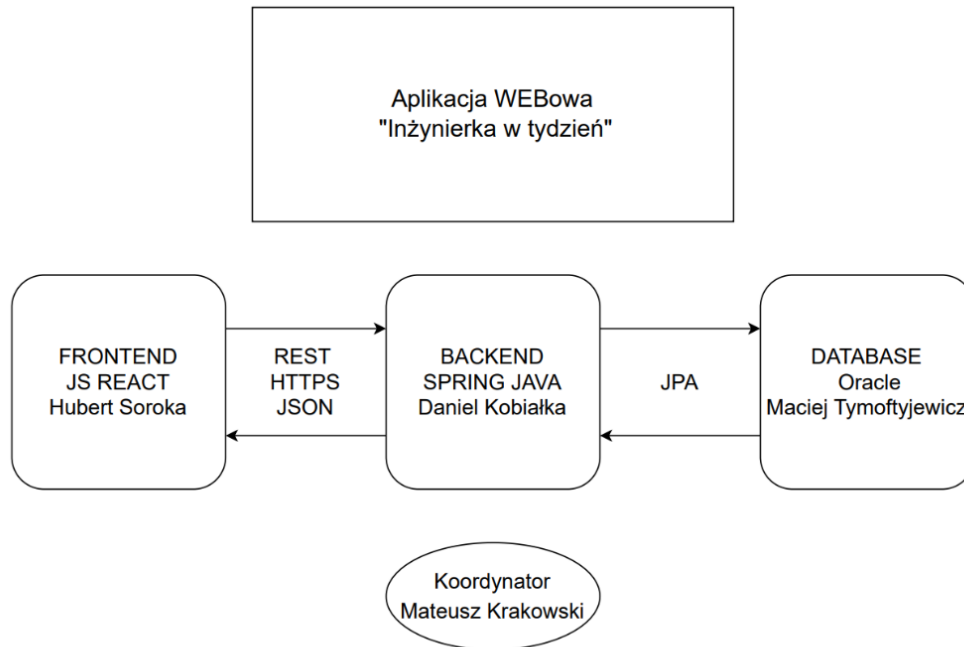 Aplikacja WEBowa
"Inżynierka w tydzień"
FRONTEND
JS REACT
Hubert Soroka
REST
HTTPS
JSON
BACKEND
SPRING JAVA
Daniel Kobiałka
JPA
DATABASE
Oracle
Maciej Tymoftyjewicz
Koordynator
Mateusz Krakowski